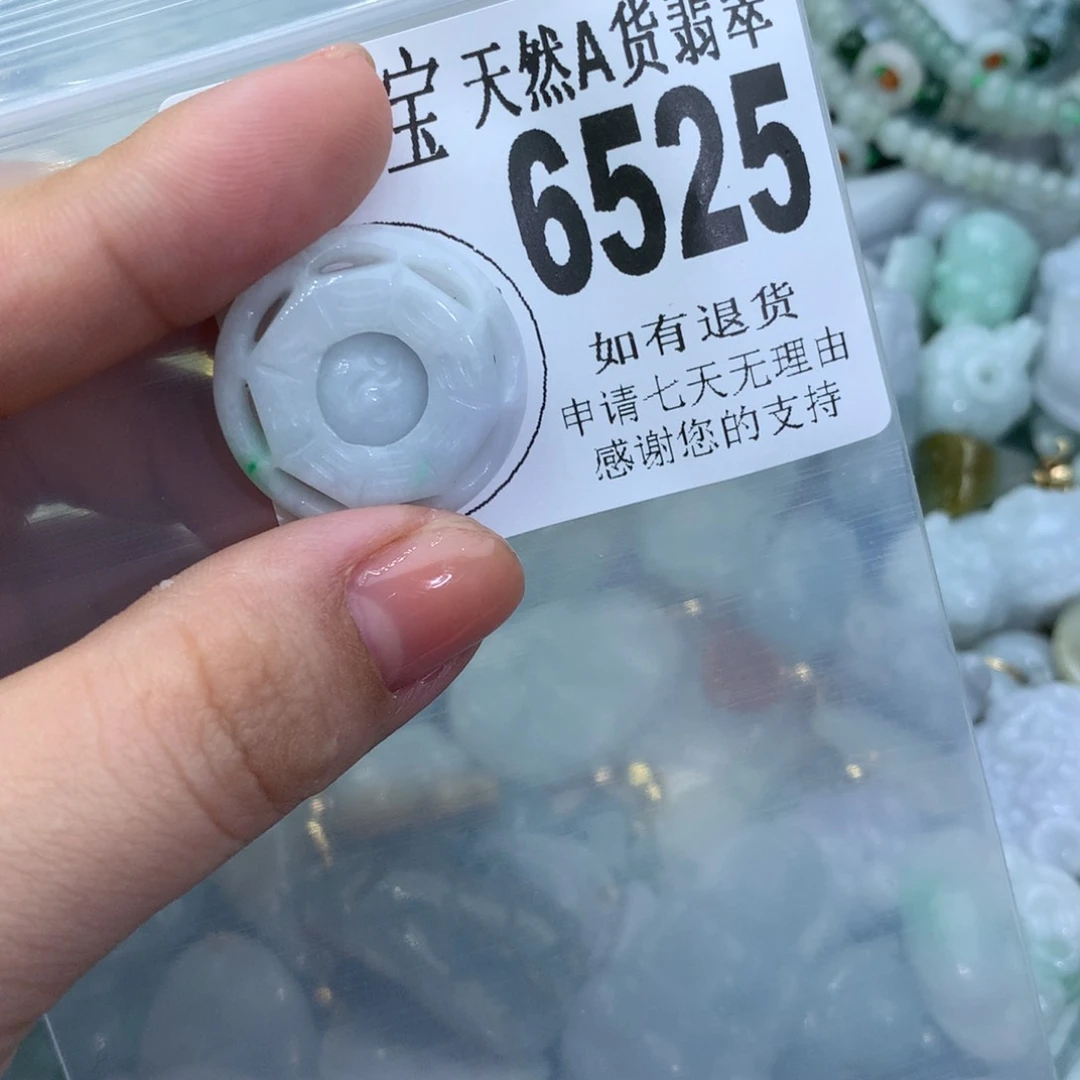 宝 天然A货翡翠
6525
如有退货
申请七天无理由
感谢您的支持